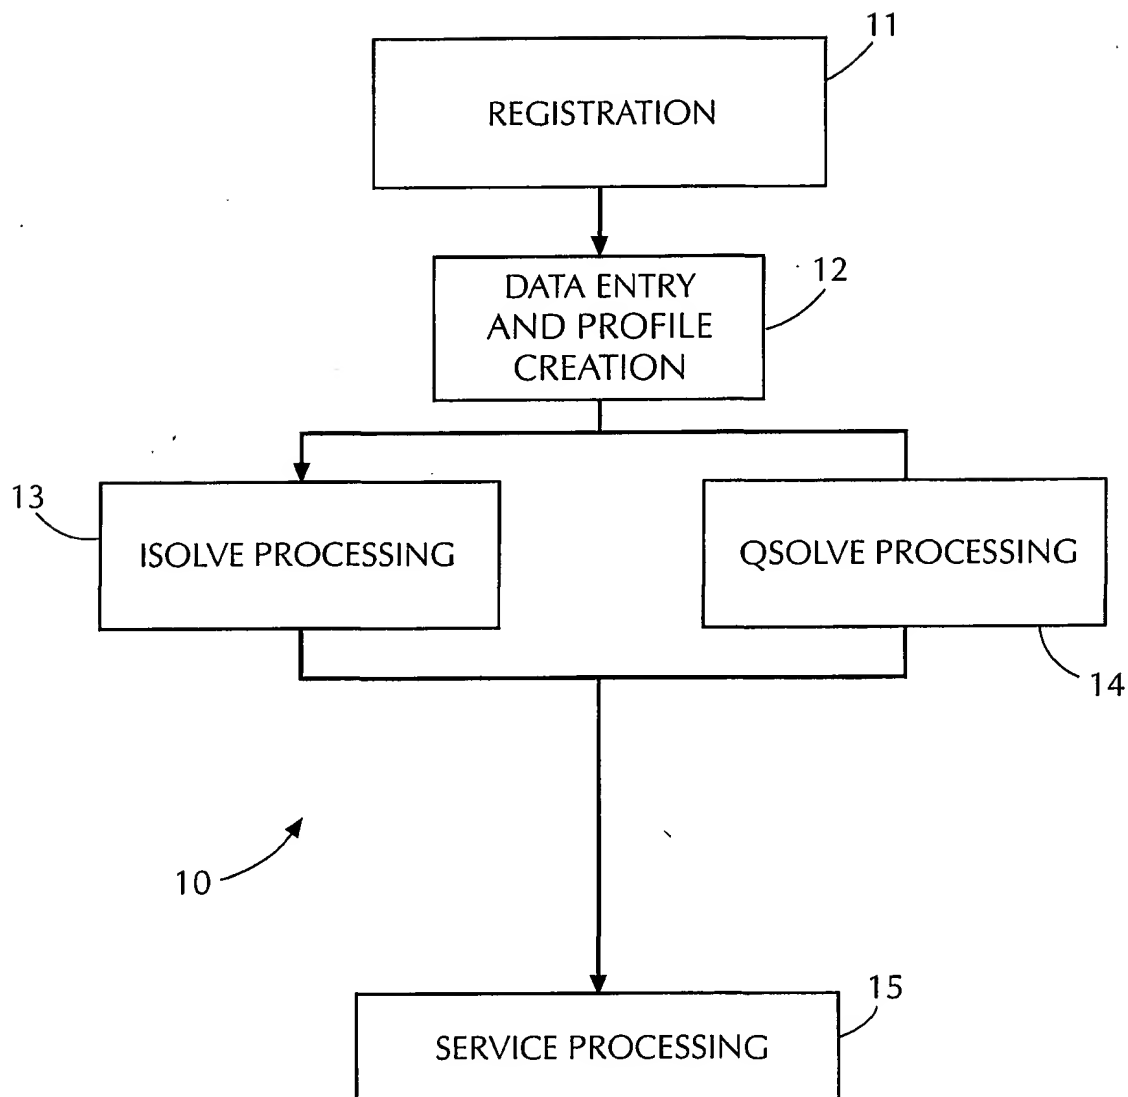 11
REGISTRATION
12
DATA ENTRY
AND PROFILE
CREATION
13
ISOLVE PROCESSING
QSOLVE PROCESSING
14
10
15
SERVICE PROCESSING